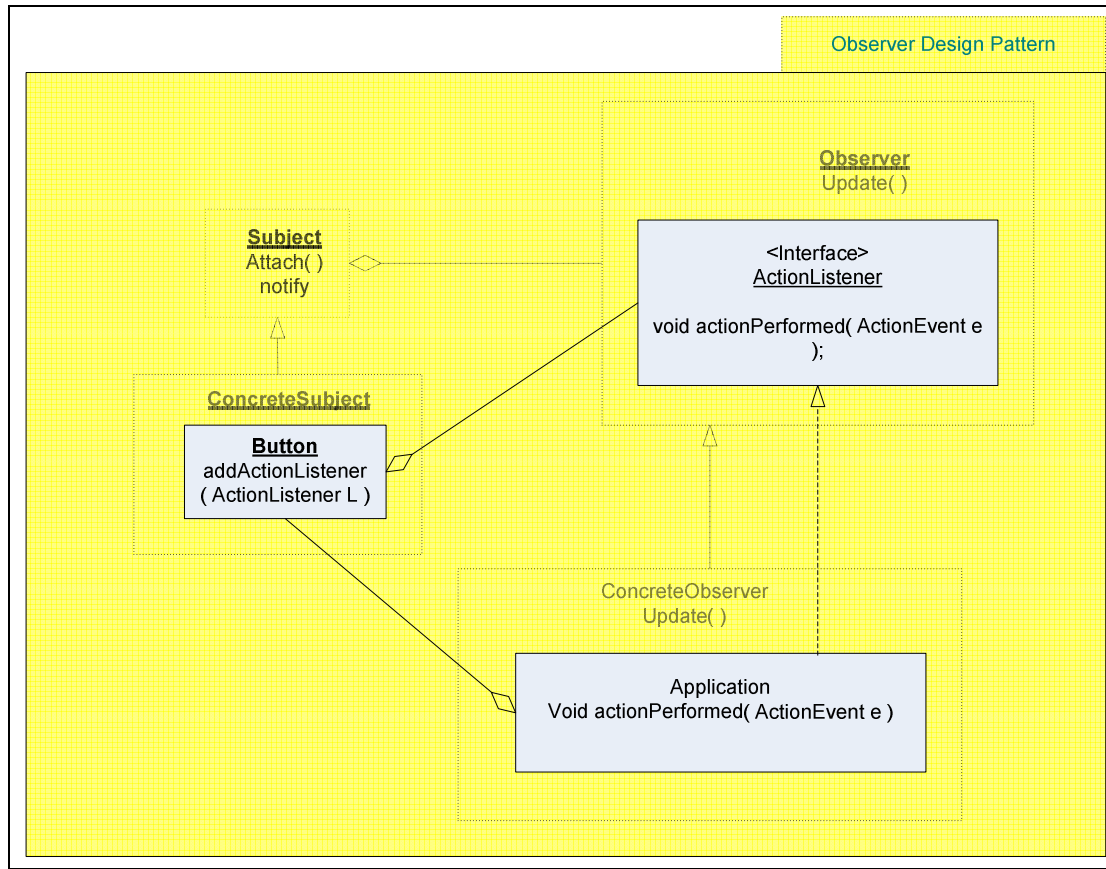 Observer Design Pattern
Observer
Update( )
<Interface>
ActionListener
void actionPerformed( ActionEvent e
);
Subject
Attach( )
notify
ConcreteSubject
Button
addActionListener
( ActionListener L )
ConcreteObserver
Update( )
Application
Void actionPerformed( ActionEvent e )